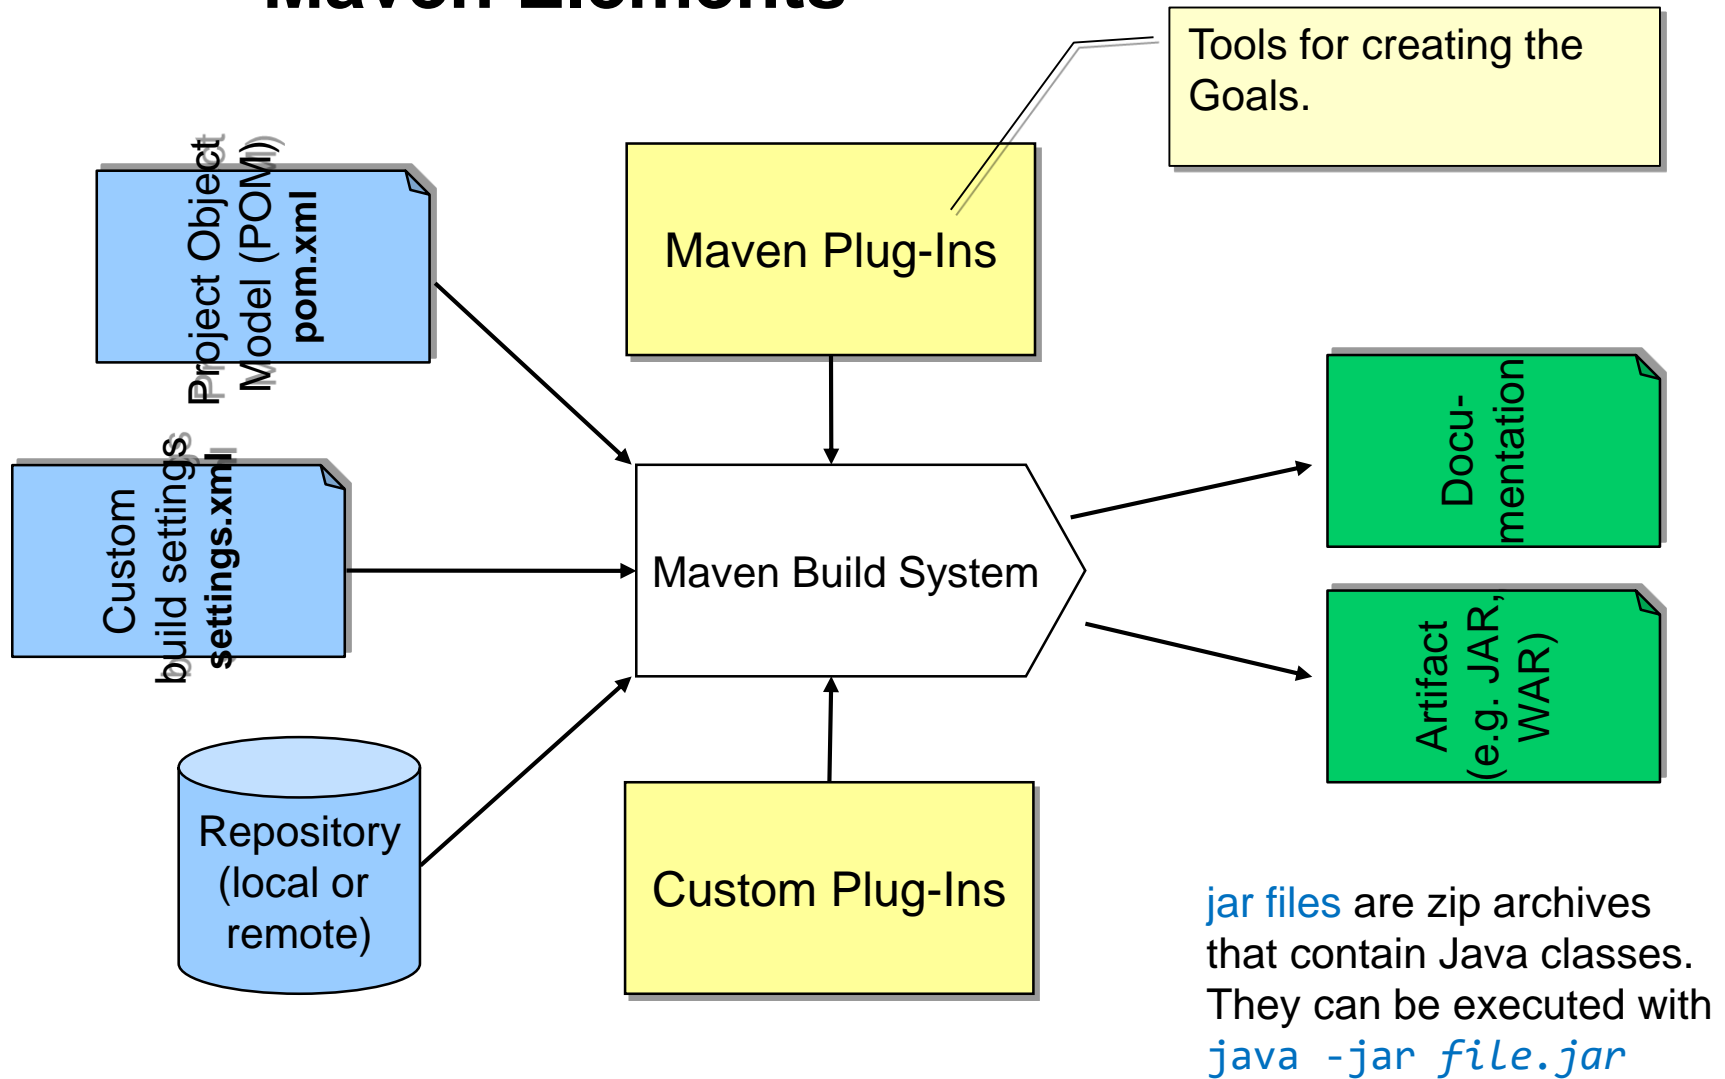 Maven Elements
Tools for creating the
Goals.
Project Object
Model (POM)
pom.xml
Maven Plug-Ins
Custom
build settings
settings.xml
Maven Build System
Docu-
mentation
Artifact
(e.g. JAR,
WAR)
Repository
(local or
remote)
Custom Plug-Ins
jar files are zip archives
that contain Java classes.
They can be executed with
java -jar file.jar